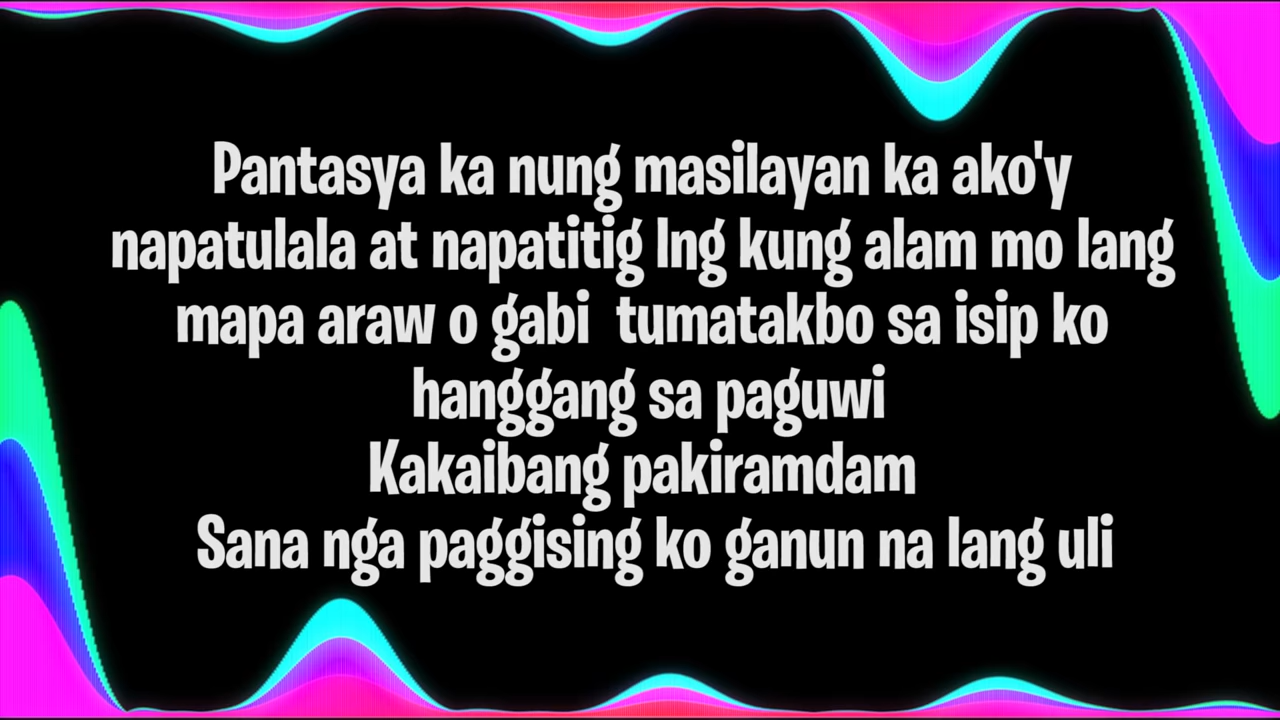 Pantasya ka nung masilayan ka ako'y
napatulala at napatitig lng kung alam mo lang
mapa araw o gabi  tumatakbo sa isip ko
hanggang sa paguwi
Kakaibang pakiramdam
Sana nga paggising ko ganun na lang uli